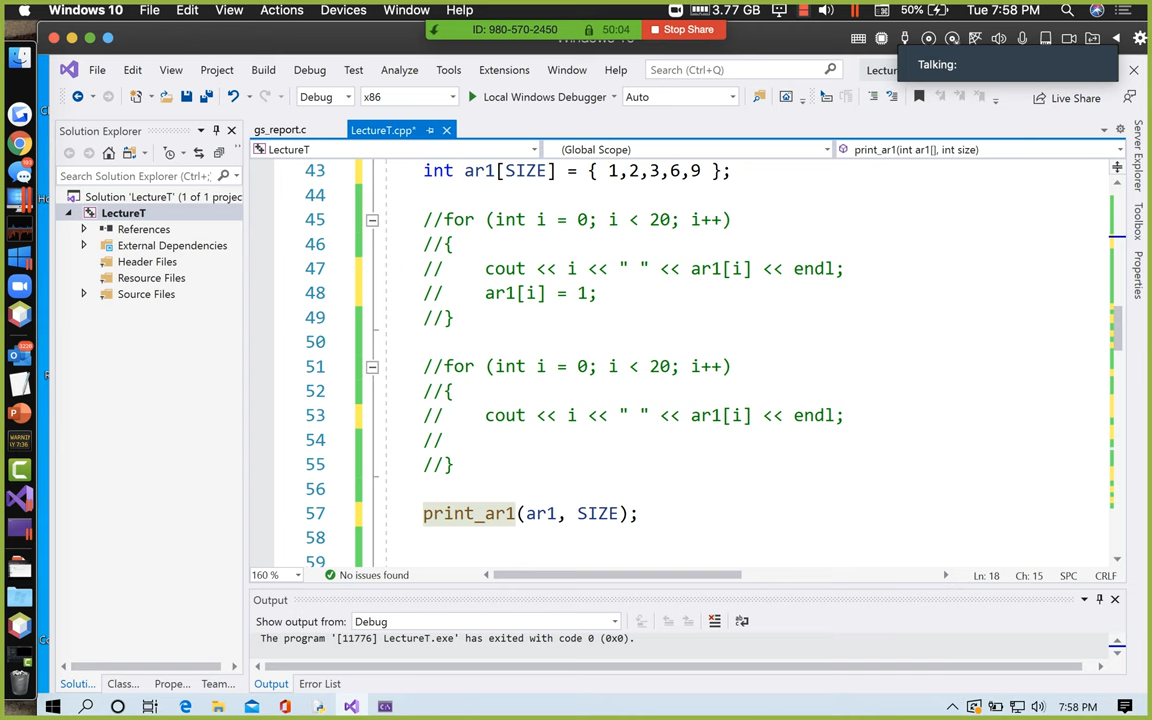 Windows 10 File Edit View Actions Devices Window Help 3.77 GB 50% Tue 7:58 PM
ID: 980-570-2450 50:04 Stop Share
Talking:
File Edit View Project Build Debug Test Analyze Tools Extensions Window Help Search (Ctrl+Q) Lectur
Debug x86 Local Windows Debugger Auto Live Share
Solution Explorer
Search Solution Explorer (Ctrl+;
Solution 'LectureT' (1 of 1 projec
LectureT
References
External Dependencies
Header Files
Resource Files
Source Files
Soluti... Class... Prope... Team...
gs_report.c LectureT.cpp*
LectureT (Global Scope) print_ar1(int ar1[], int size)
43 int ar1[SIZE] = { 1,2,3,6,9 };
44
45 //for (int i = 0; i < 20; i++)
46 //{
47 // cout << i << " " << ar1[i] << endl;
48 // ar1[i] = 1;
49 //}
50
51 //for (int i = 0; i < 20; i++)
52 //{
53 // cout << i << " " << ar1[i] << endl;
54 //
55 //}
56
57 print_ar1(ar1, SIZE);
58
59
160 % No issues found Ln: 18 Ch: 15 SPC CRLF
Output
Show output from: Debug
The program '[11776] LectureT.exe' has exited with code 0 (0x0).
Output Error List
Server Explorer
Toolbox
Properties
7:58 PM